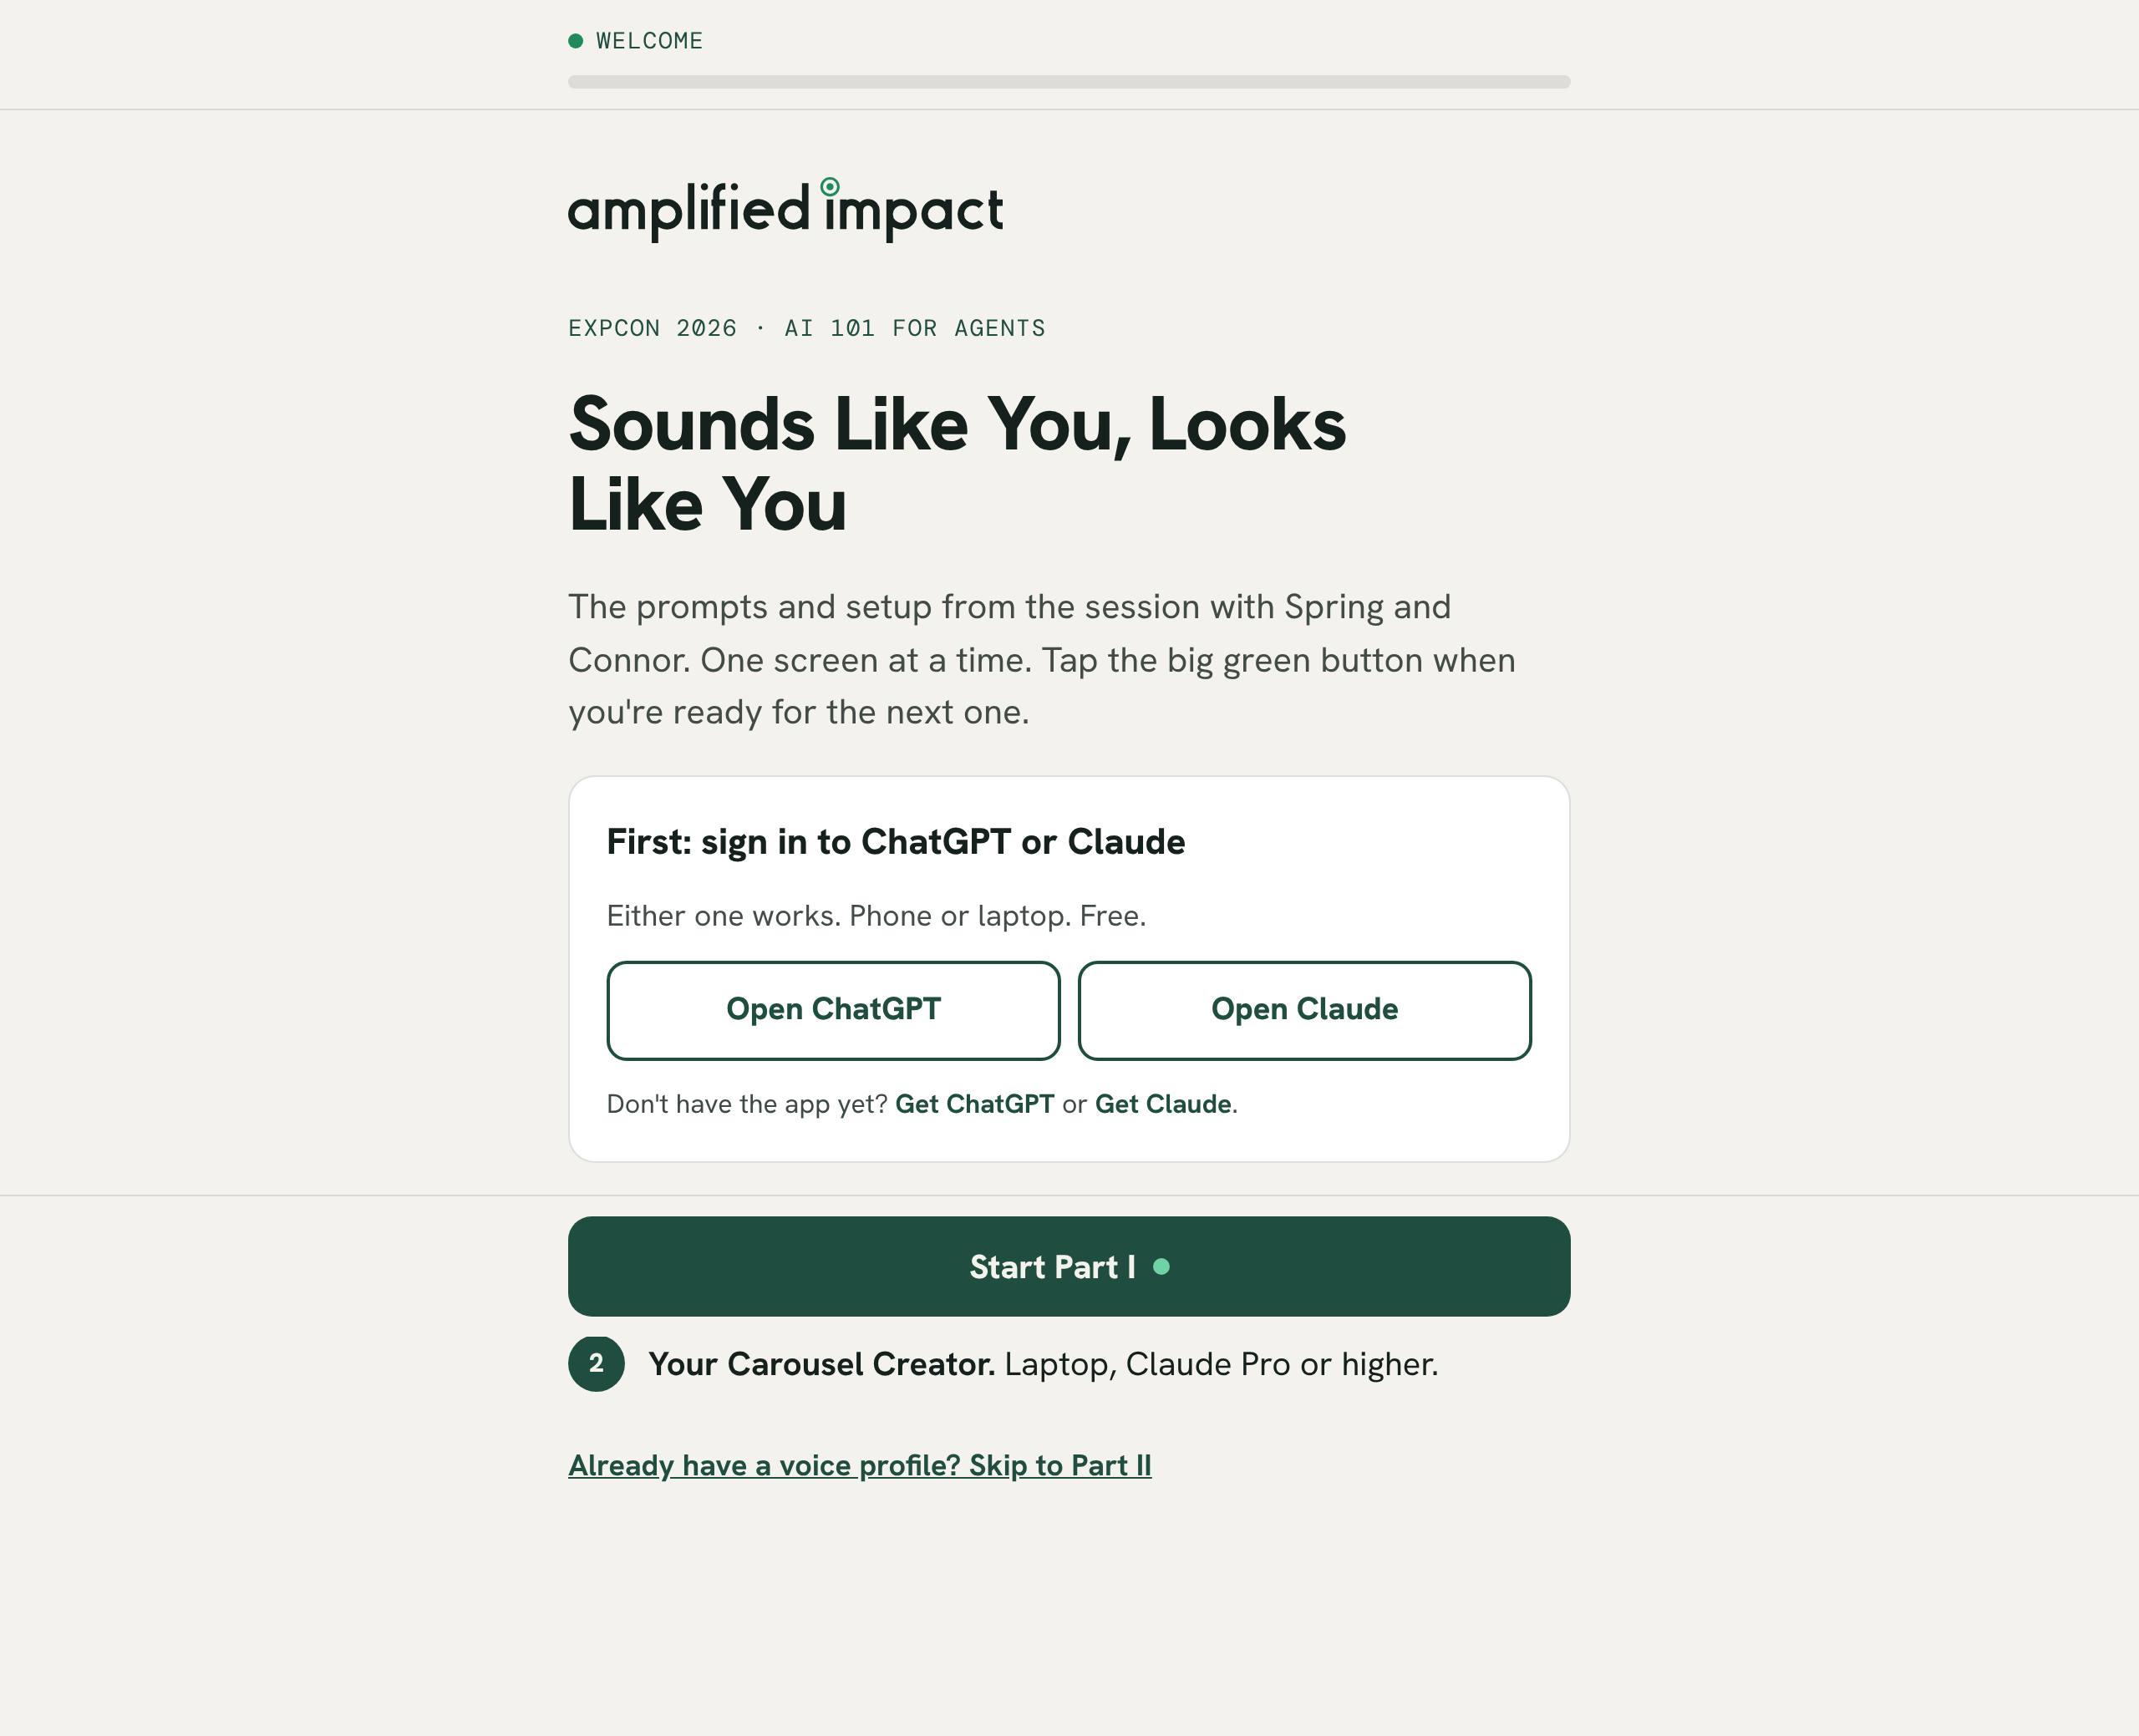 WELCOME
amplified impact
EXPCON 2026 · AI 101 FOR AGENTS
Sounds Like You, Looks
Like You
The prompts and setup from the session with Spring and
Connor. One screen at a time. Tap the big green button when
you're ready for the next one.
First: sign in to ChatGPT or Claude
Either one works. Phone or laptop. Free.
Open ChatGPT
Open Claude
Don't have the app yet? Get ChatGPT or Get Claude.
Start Part I
2 Your Carousel Creator. Laptop, Claude Pro or higher.
Already have a voice profile? Skip to Part II